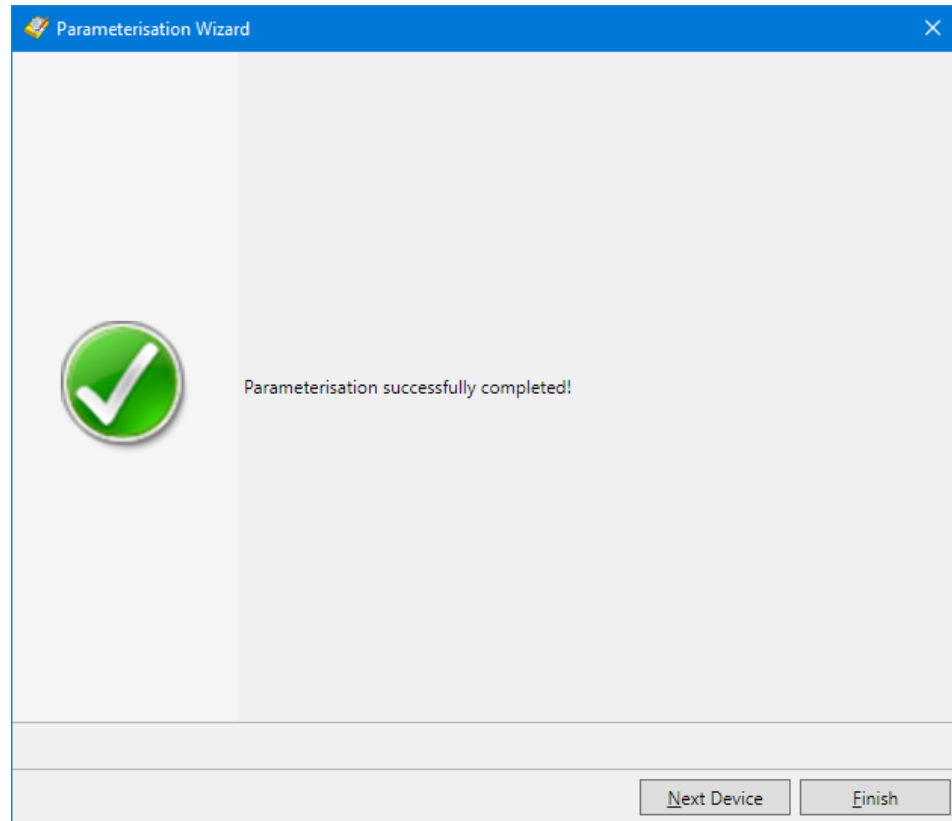 Parameterisation Wizard
Parameterisation successfully completed!
Next Device
Finish